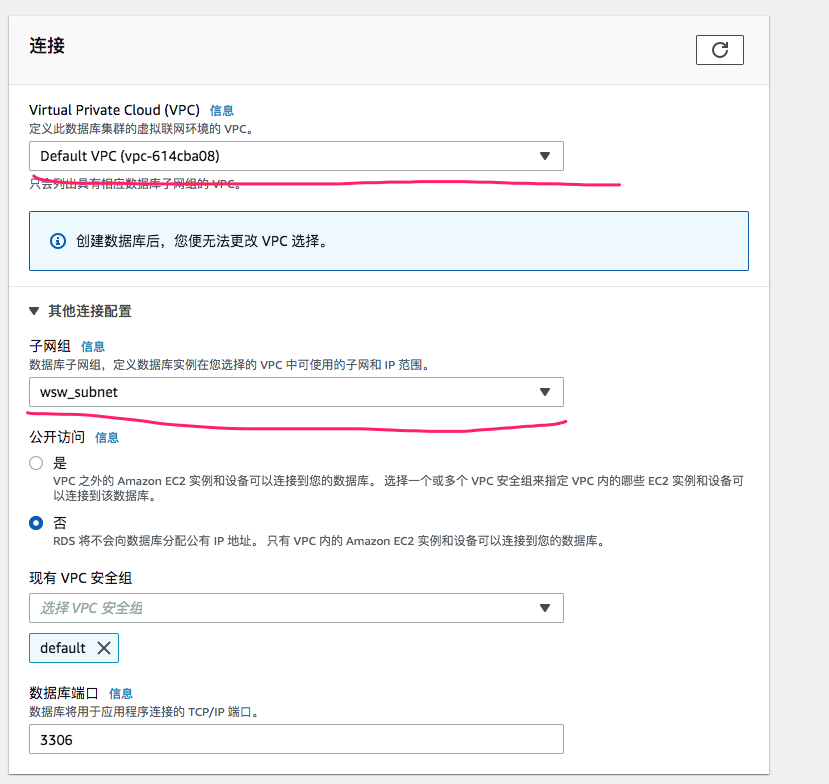 连接
Virtual Private Cloud (VPC) 信息
定义此数据库集群的虚拟联网环境的 VPC。
Default VPC (vpc-614cba08)
只会列出具有相应数据库子网组的 VPC。
创建数据库后，您便无法更改 VPC 选择。
其他连接配置
子网组 信息
数据库子网组，定义数据库实例在您选择的 VPC 中可使用的子网和 IP 范围。
wsw_subnet
公开访问 信息
是
VPC 之外的 Amazon EC2 实例和设备可以连接到您的数据库。 选择一个或多个 VPC 安全组来指定 VPC 内的哪些 EC2 实例和设备可
以连接到该数据库。
否
RDS 将不会向数据库分配公有 IP 地址。 只有 VPC 内的 Amazon EC2 实例和设备可以连接到您的数据库。
现有 VPC 安全组
选择 VPC 安全组
default
数据库端口 信息
数据库将用于应用程序连接的 TCP/IP 端口。
3306